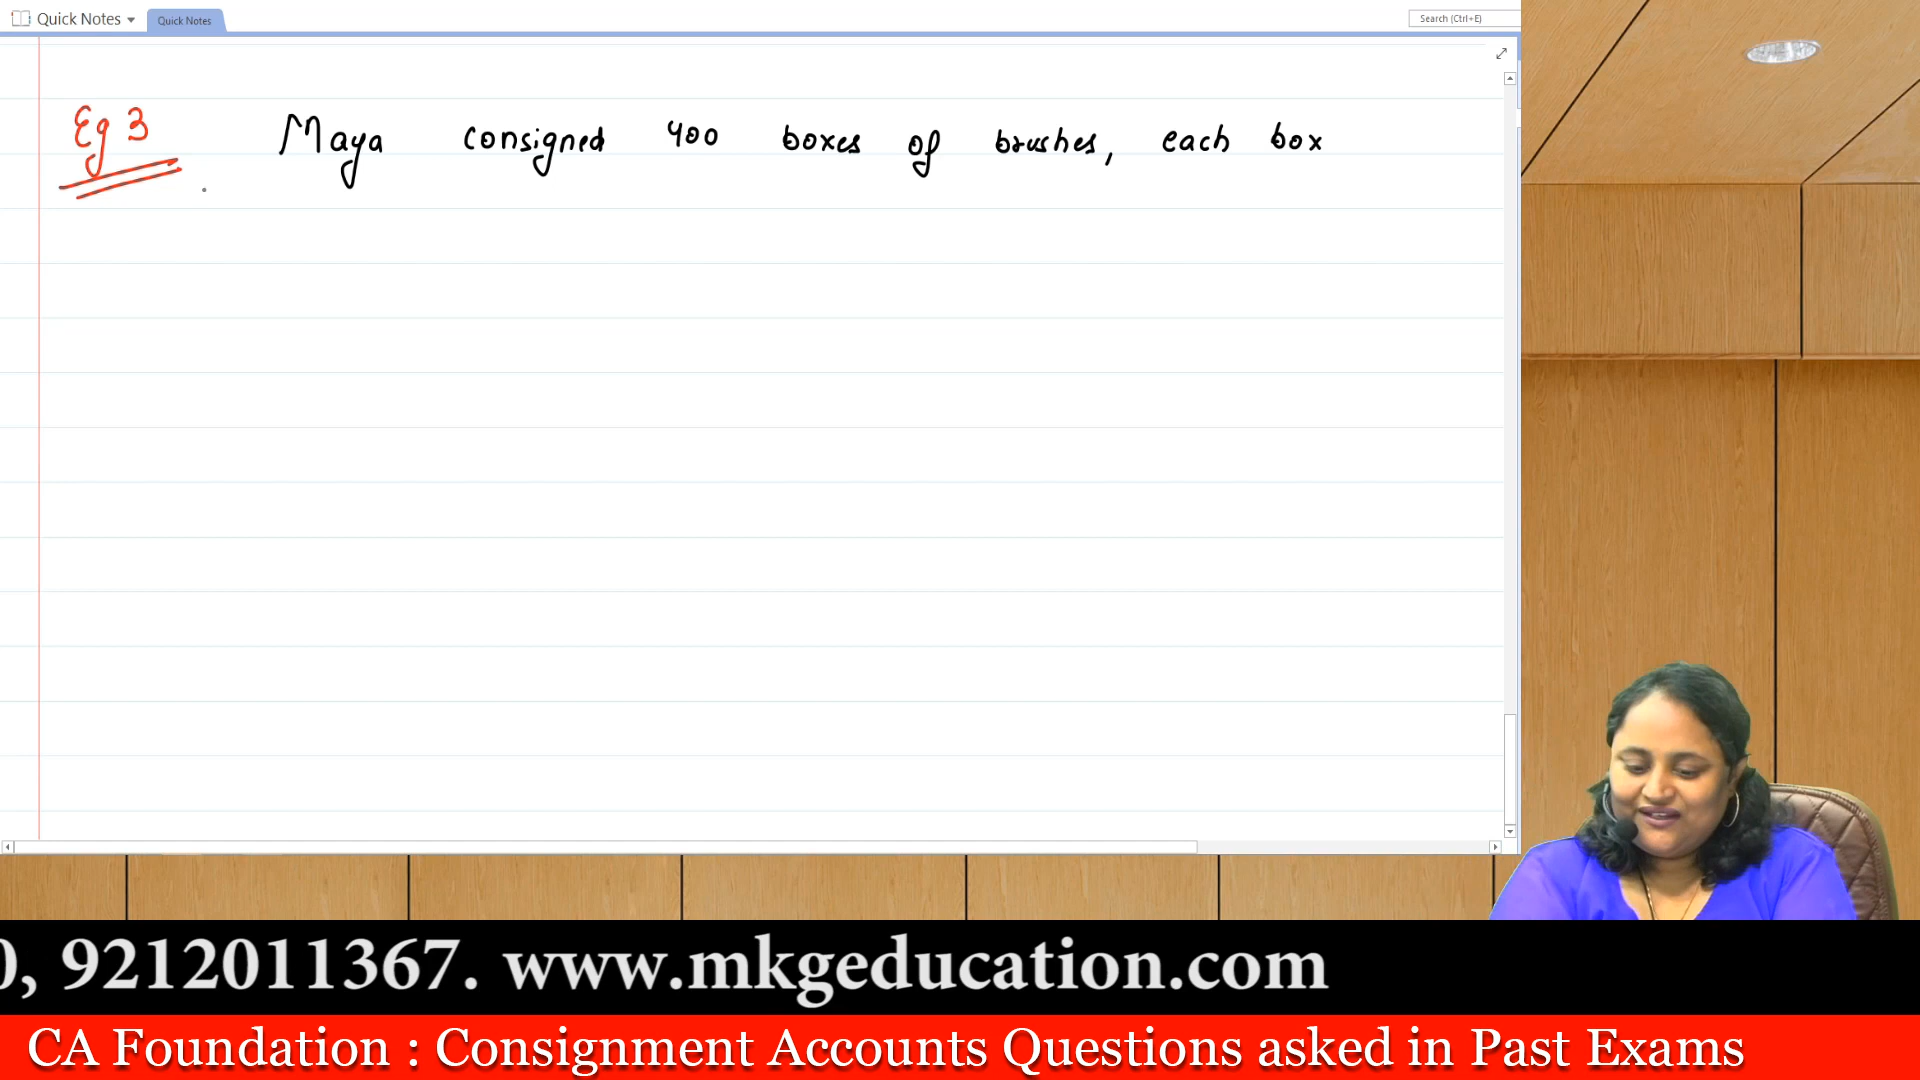 Quick Notes
Quick Notes
Search (Ctrl+E)
Eg 3 Maya consigned 400 boxes of brushes, each box
0, 9212011367. www.mkgeducation.com
CA Foundation : Consignment Accounts Questions asked in Past Exams